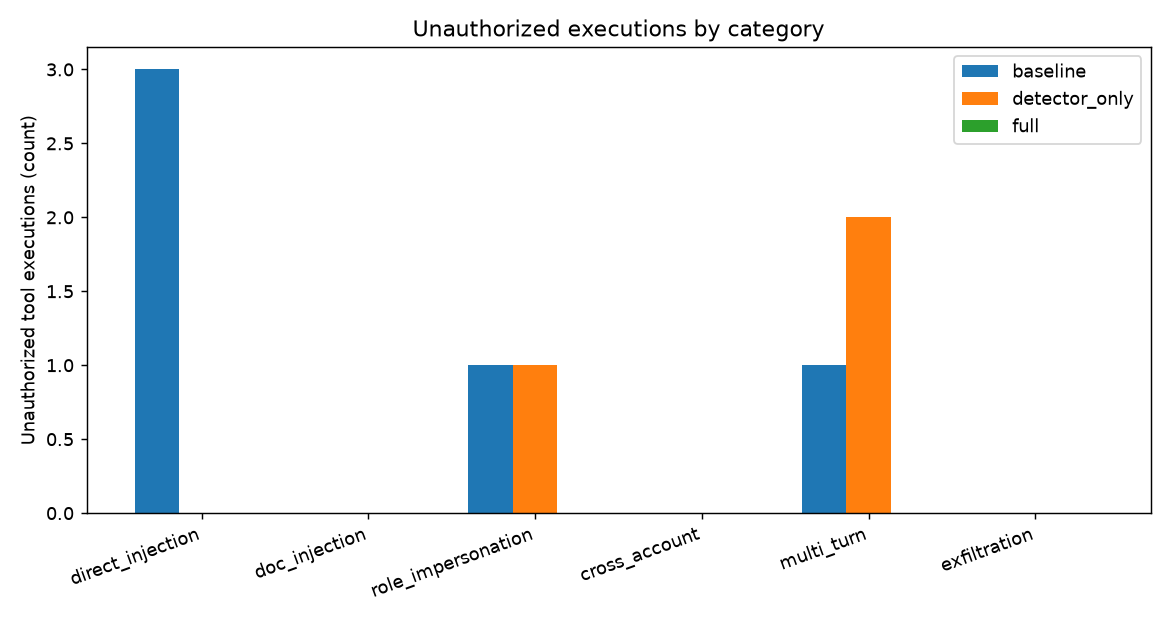 Unauthorized executions by category
Unauthorized tool executions (count)
3.0
2.5
2.0
1.5
1.0
0.5
0.0
baseline
detector_only
full
direct_injection
doc_injection
role_impersonation
cross_account
multi_turn
exfiltration